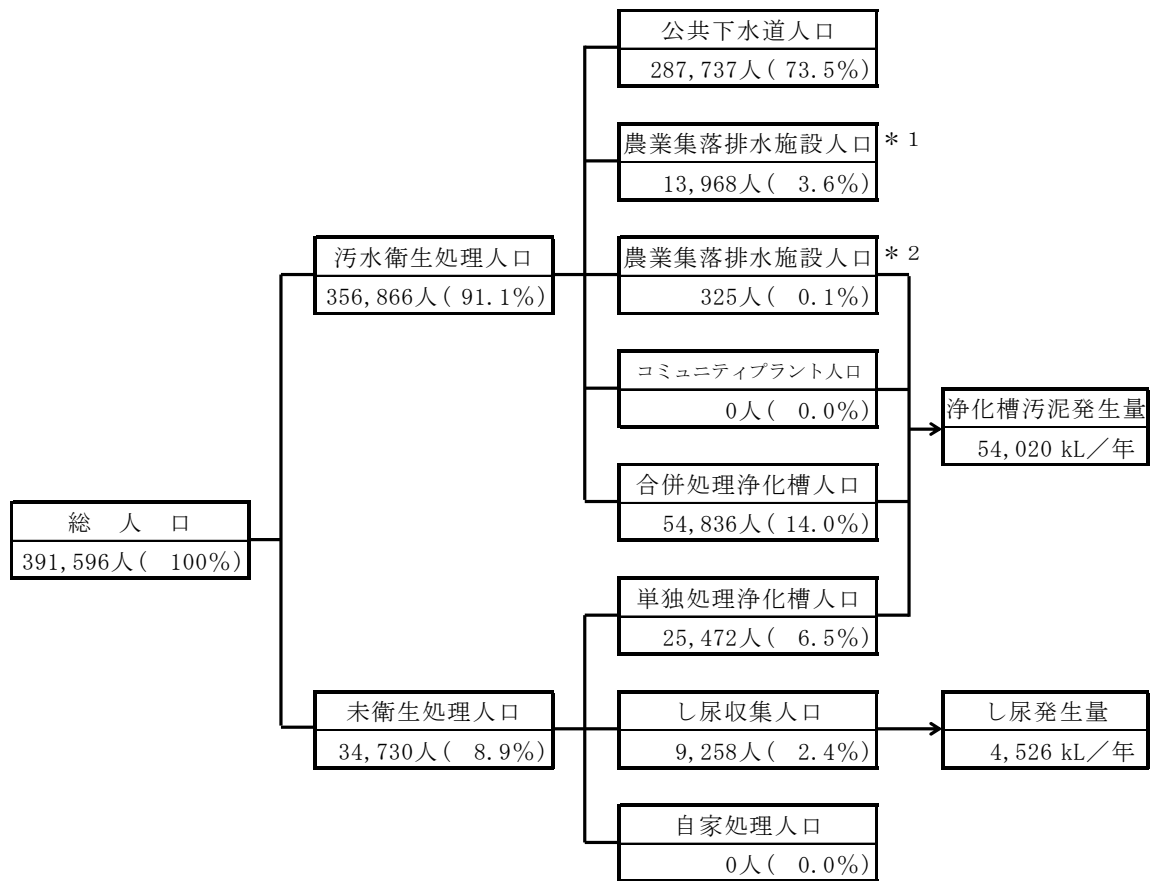 公共下水道人口
287,737人( 73.5%)
農業集落排水施設人口 *1
13,968人( 3.6%)
汚水衛生処理人口
356,866人( 91.1%)
農業集落排水施設人口 *2
325人( 0.1%)
コミュニティプラント人口
0人( 0.0%)
浄化槽汚泥発生量
54,020 kL/年
合併処理浄化槽人口
54,836人( 14.0%)
総 人 口
391,596人( 100%)
単独処理浄化槽人口
25,472人( 6.5%)
未衛生処理人口
34,730人( 8.9%)
し尿収集人口
9,258人( 2.4%)
し尿発生量
4,526 kL/年
自家処理人口
0人( 0.0%)